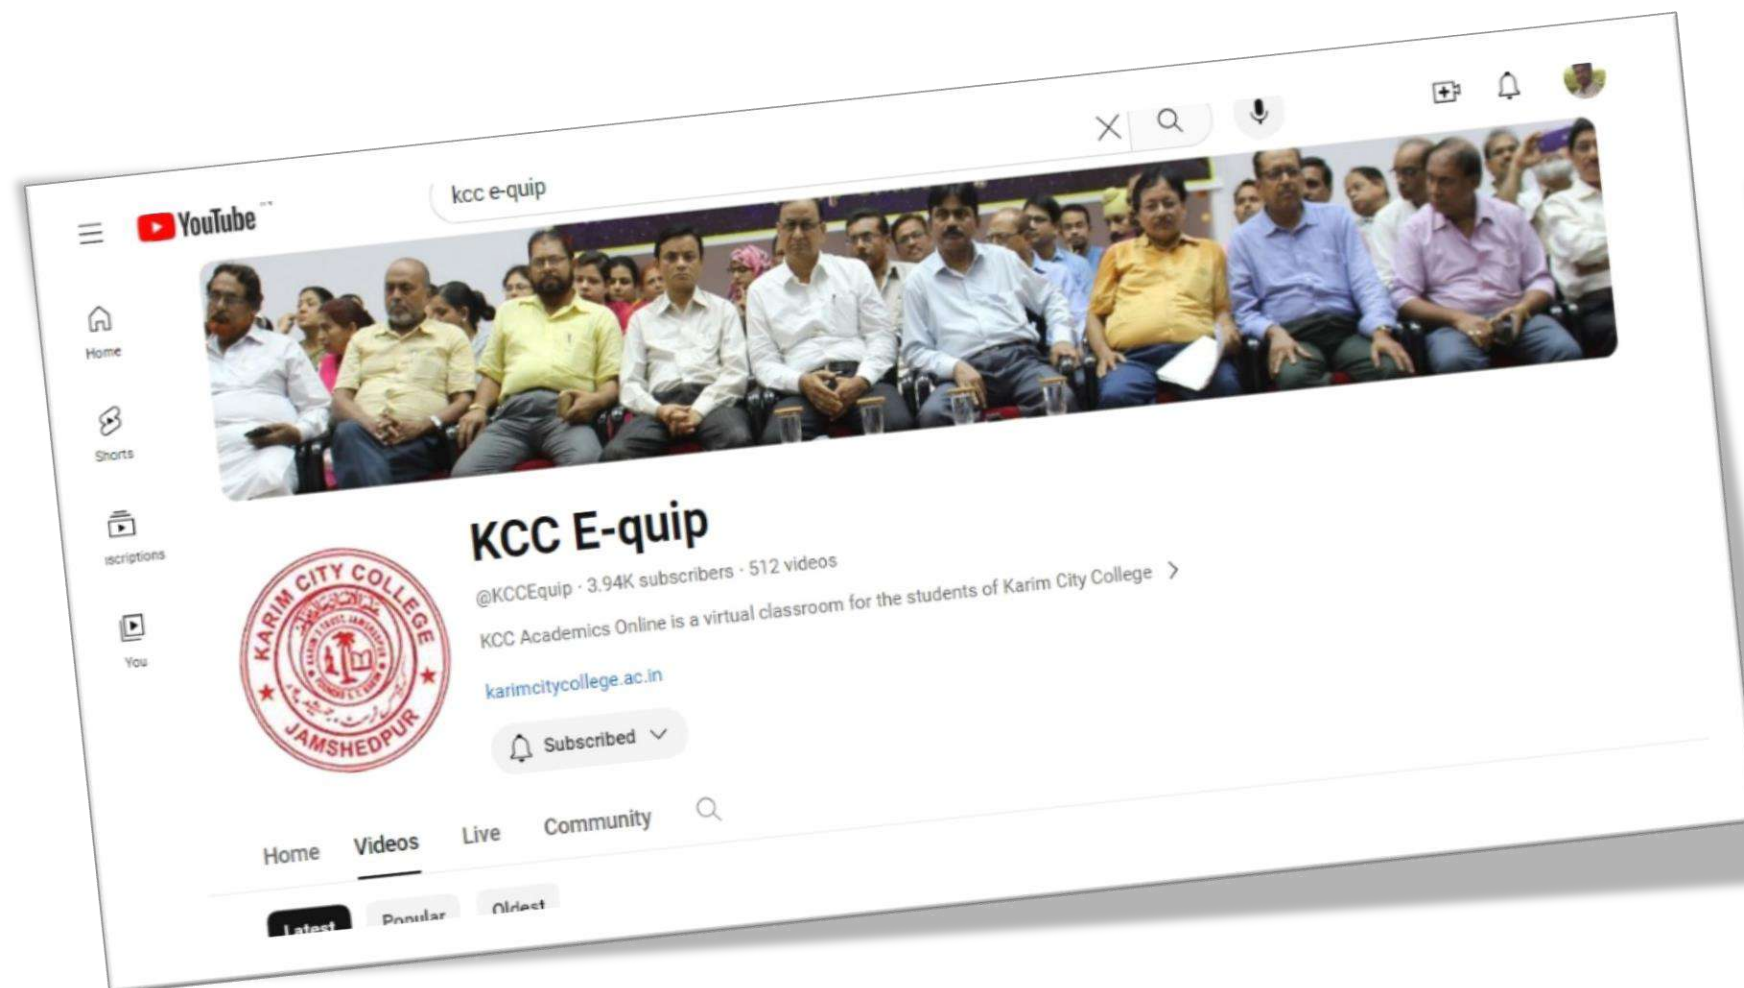 YouTube
kcc e-quip
Home
Shorts
scriptions
You
KCC E-quip
@KCCEquip · 3.94K subscribers · 512 videos
KCC Academics Online is a virtual classroom for the students of Karim City College
karimcitycollege.ac.in
Subscribed
KARIM CITY COLLEGE
JAMSHEDPUR
Home Videos Live Community
Latest Popular Oldest